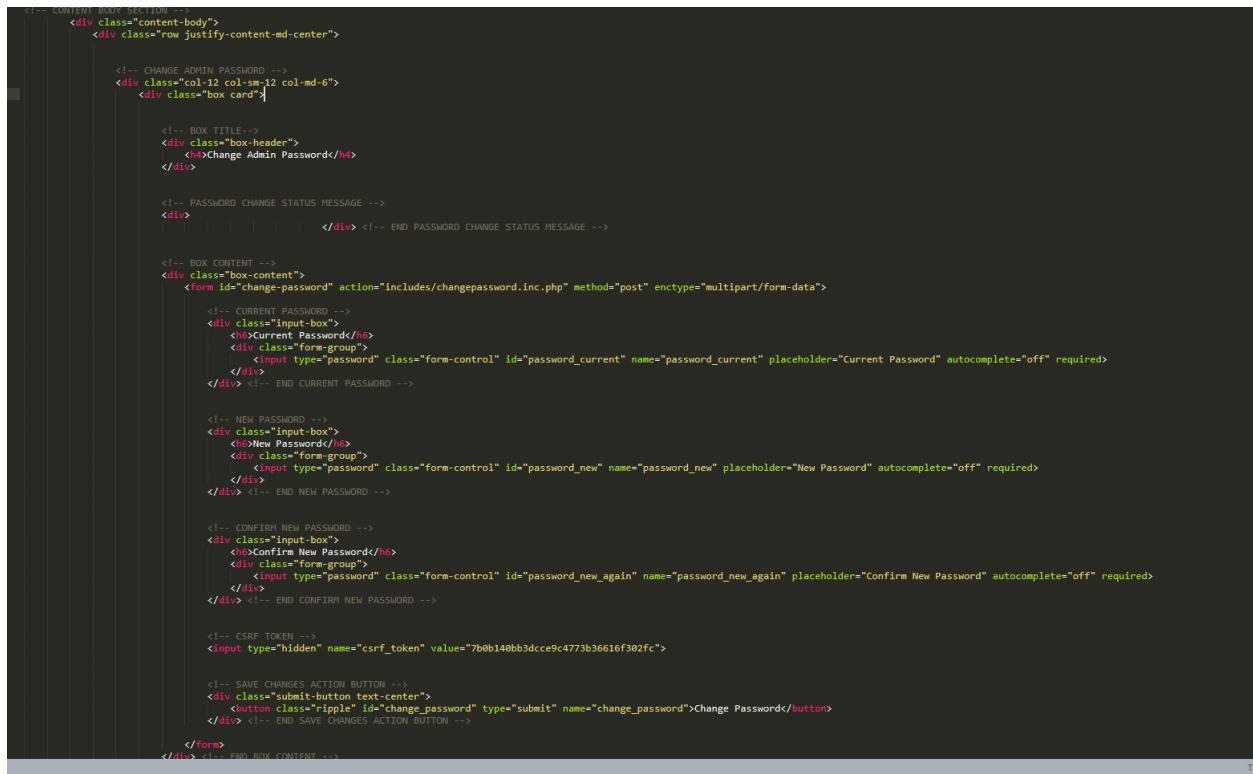 <!-- CONTENT BODY SECTION -->
<div class="content-body">
<div class="row justify-content-md-center">
<!-- CHANGE ADMIN PASSWORD -->
<div class="col-12 col-sm-12 col-md-6">
<div class="box card">
<!-- BOX TITLE-->
<div class="box-header">
<h4>Change Admin Password</h4>
</div>
<!-- PASSWORD CHANGE STATUS MESSAGE -->
<div>
</div> <!-- END PASSWORD CHANGE STATUS MESSAGE -->
<!-- BOX CONTENT -->
<div class="box-content">
<form id="change-password" action="includes/changepassword.inc.php" method="post" enctype="multipart/form-data">
<!-- CURRENT PASSWORD -->
<div class="input-box">
<h6>Current Password</h6>
<div class="form-group">
<input type="password" class="form-control" id="password_current" name="password_current" placeholder="Current Password" autocomplete="off" required>
</div>
</div> <!-- END CURRENT PASSWORD -->
<!-- NEW PASSWORD -->
<div class="input-box">
<h6>New Password</h6>
<div class="form-group">
<input type="password" class="form-control" id="password_new" name="password_new" placeholder="New Password" autocomplete="off" required>
</div>
</div> <!-- END NEW PASSWORD -->
<!-- CONFIRM NEW PASSWORD -->
<div class="input-box">
<h6>Confirm New Password</h6>
<div class="form-group">
<input type="password" class="form-control" id="password_new_again" name="password_new_again" placeholder="Confirm New Password" autocomplete="off" required>
</div>
</div> <!-- END CONFIRM NEW PASSWORD -->
<!-- CSRF TOKEN -->
<input type="hidden" name="csrf_token" value="7b0b140bb3dcce9c4773b36616f302fc">
<!-- SAVE CHANGES ACTION BUTTON -->
<div class="submit-button text-center">
<button class="ripple" id="change_password" type="submit" name="change_password">Change Password</button>
</div> <!-- END SAVE CHANGES ACTION BUTTON -->
</form>
</div> <!-- END BOX CONTENT -->